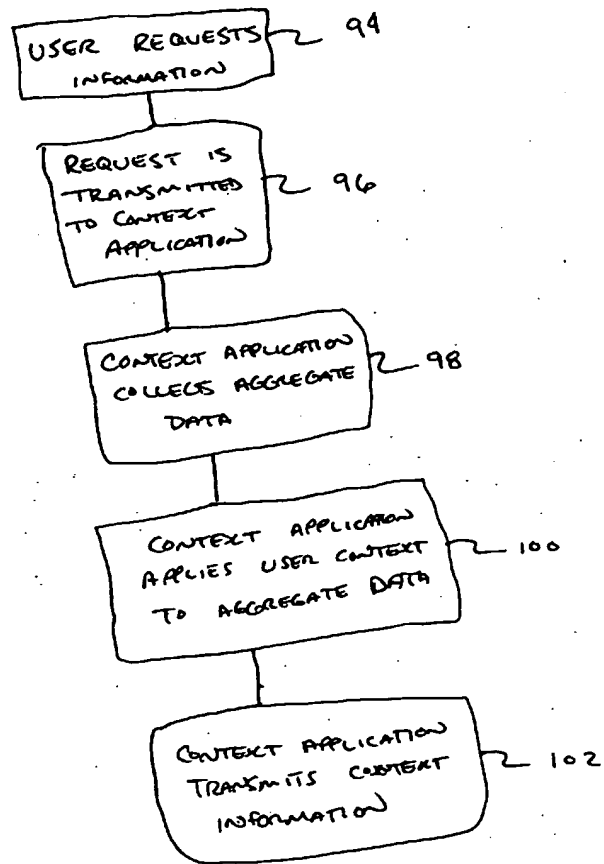 USER REQUESTS
INFORMATION
94
REQUEST IS
TRANSMITTED
TO CONTEXT
APPLICATION
96
CONTEXT APPLICATION
COLLECTS AGGREGATE
DATA
98
CONTEXT APPLICATION
APPLIES USER CONTEXT
TO AGGREGATE DATA
100
CONTEXT APPLICATION
TRANSMITS CONTEXT
INFORMATION
102